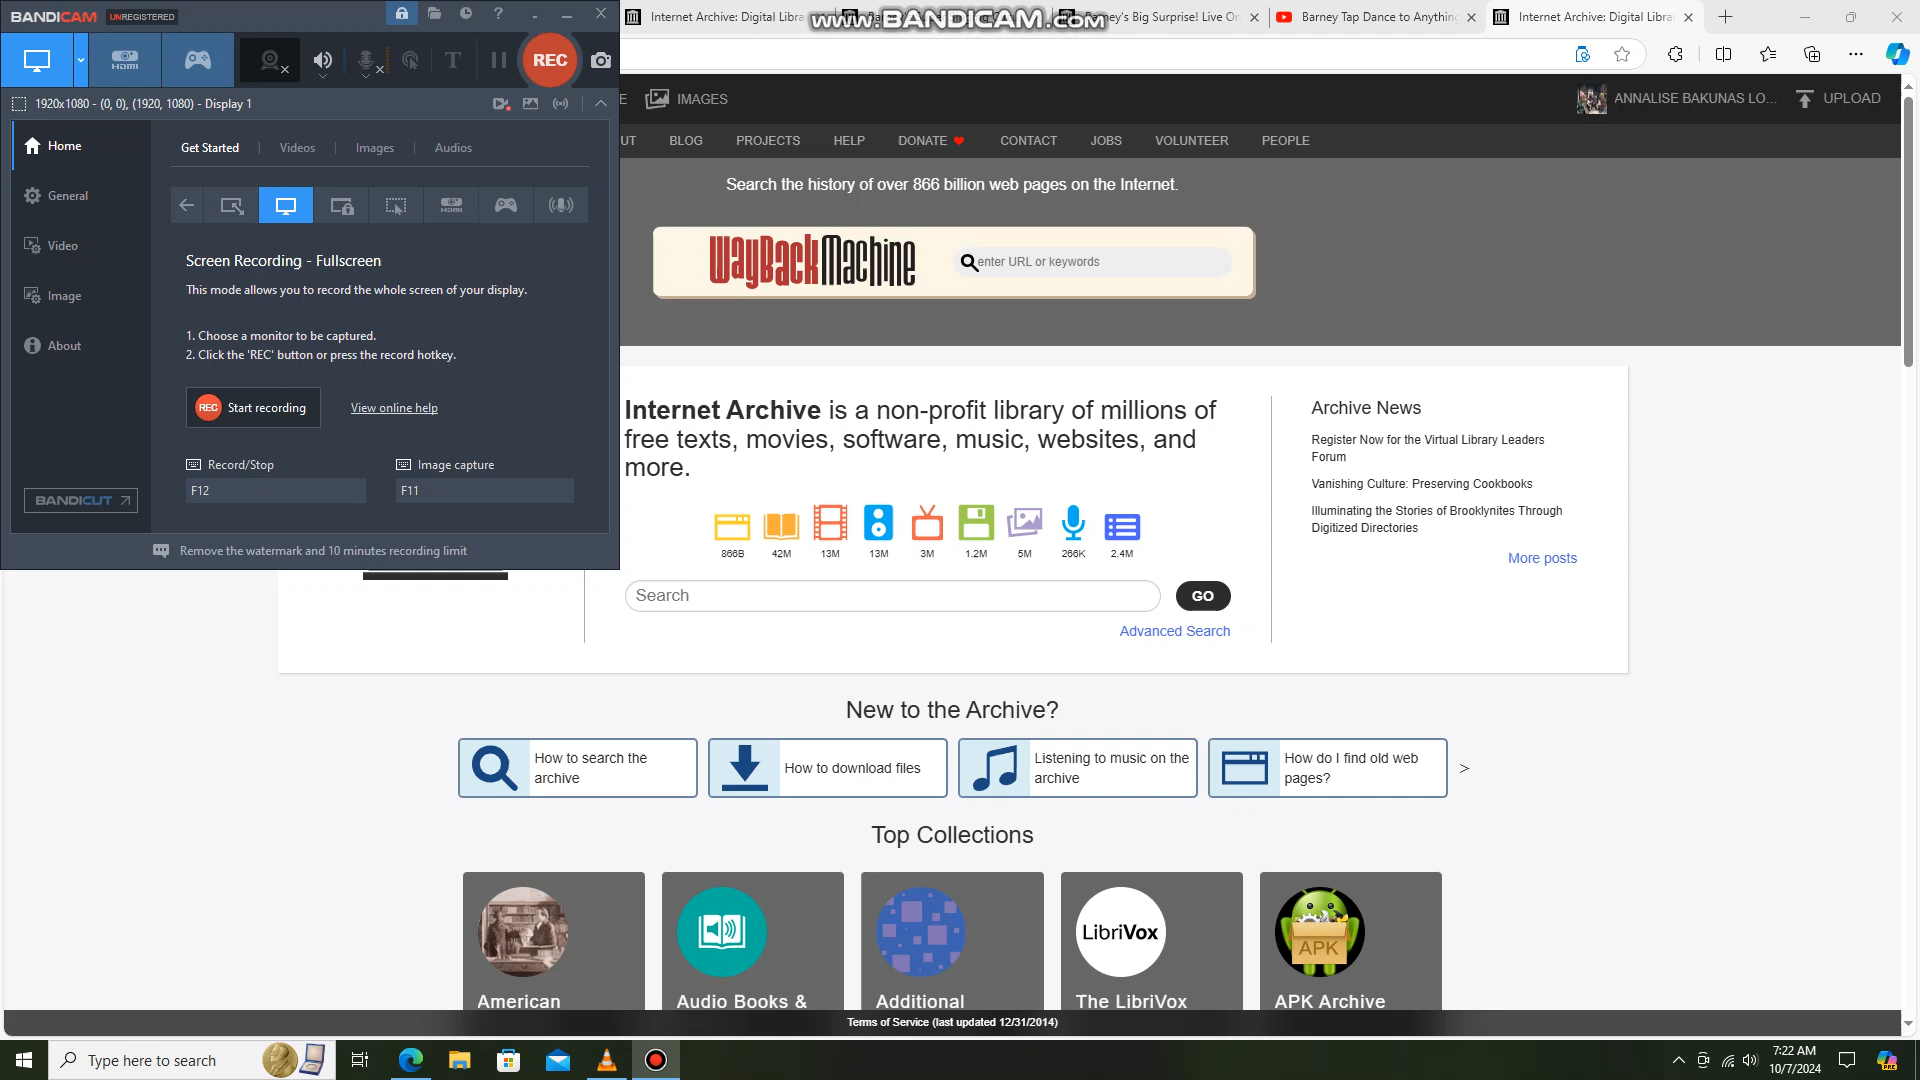 BANDICAM UNREGISTERED
REC
1920x1080 - (0, 0), (1920, 1080) - Display 1
Home
General
Video
Image
About
BANDICUT
Get Started
Videos
Images
Audios
HDMI
Screen Recording - Fullscreen
This mode allows you to record the whole screen of your display.
1. Choose a monitor to be captured.
2. Click the 'REC' button or press the record hotkey.
REC Start recording
View online help
Record/Stop
Image capture
F12
F11
Remove the watermark and 10 minutes recording limit
www.BANDICAM.com
Internet Archive: Digital Libra
Barney's Big Surprise! Live On
Barney Tap Dance to Anything
Internet Archive: Digital Libra
E
IMAGES
ANNALISE BAKUNAS LO...
UPLOAD
UT
BLOG
PROJECTS
HELP
DONATE
CONTACT
JOBS
VOLUNTEER
PEOPLE
Search the history of over 866 billion web pages on the Internet.
WayBackMachine
enter URL or keywords
Internet Archive is a non-profit library of millions of
free texts, movies, software, music, websites, and
more.
866B
42M
13M
13M
3M
1.2M
5M
266K
2.4M
Search
GO
Advanced Search
Archive News
Register Now for the Virtual Library Leaders
Forum
Vanishing Culture: Preserving Cookbooks
Illuminating the Stories of Brooklynites Through
Digitized Directories
More posts
New to the Archive?
How to search the
archive
How to download files
Listening to music on the
archive
How do I find old web
pages?
>
Top Collections
LibriVox
APK
American
Audio Books &
Additional
The LibriVox
APK Archive
Terms of Service (last updated 12/31/2014)
Type here to search
7:22 AM
10/7/2024